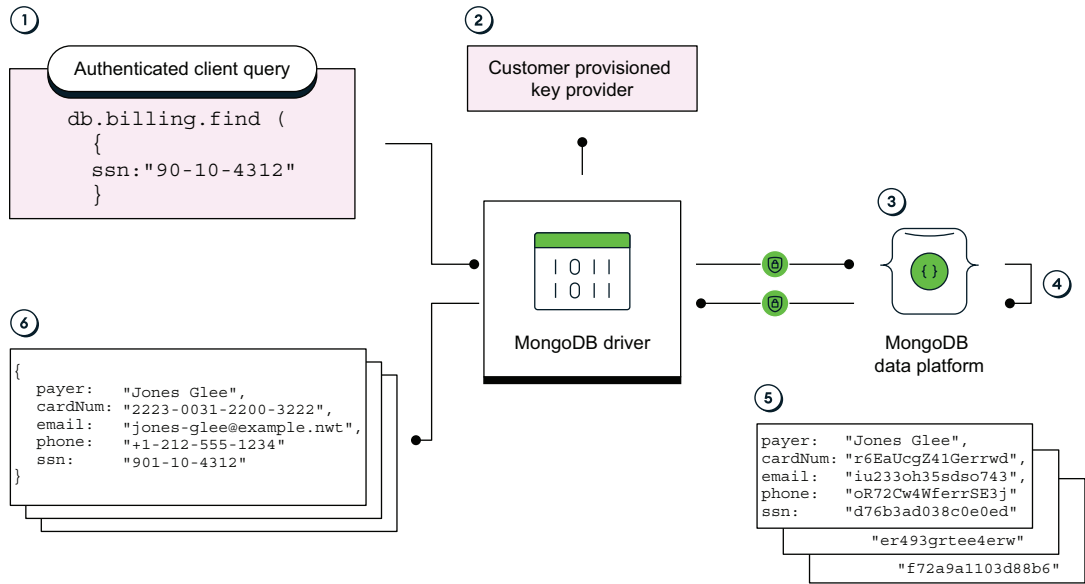 1
Authenticated client query
db.billing.find (
{
ssn:"90-10-4312"
}
2
Customer provisioned
key provider
1011
1011
MongoDB driver
3
{ }
MongoDB
data platform
4
5
payer: "Jones Glee",
cardNum: "r6EaUcgZ41Gerrwd",
email: "iu233oh35sdso743",
phone: "oR72Cw4WferrSE3j"
ssn: "d76b3ad038c0e0ed"
"er493grtee4erw"
"f72a9a1103d88b6"
6
{
payer: "Jones Glee",
cardNum: "2223-0031-2200-3222",
email: "jones-glee@example.nwt",
phone: "+1-212-555-1234"
ssn: "901-10-4312"
}